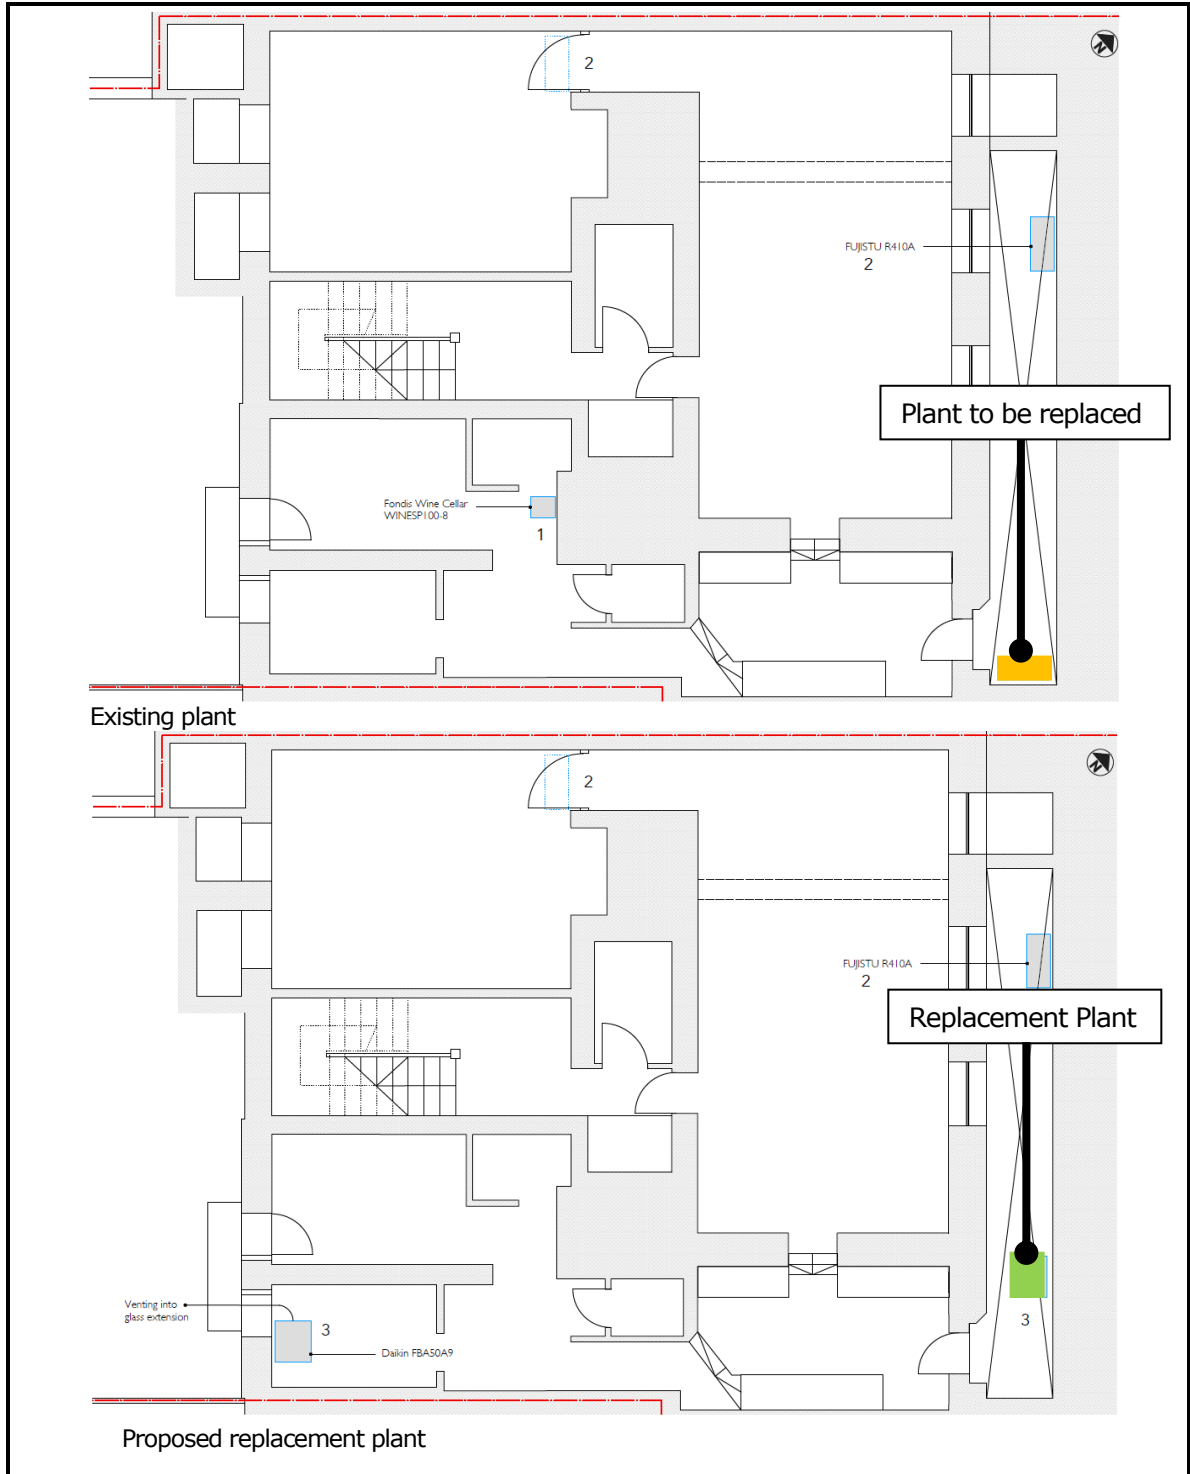 2
FUJISTU R410A
2
Plant to be replaced
Fondis Wine Cellar
WINESP100-8
1
Existing plant
2
FUJISTU R410A
2
Replacement Plant
Venting into
glass extension
3
Daikin FBA50A9
3
Proposed replacement plant